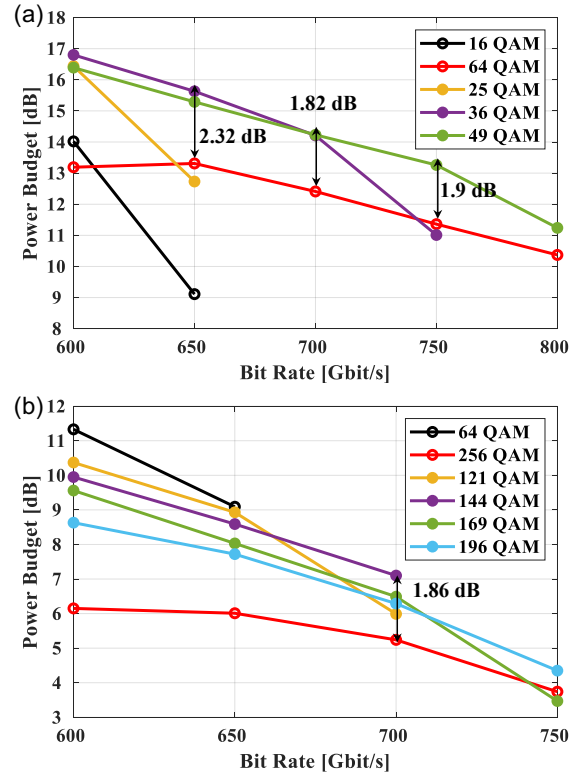 (a)
18
17
16
15
14
13
12
11
10
9
8
Power Budget [dB]
16 QAM
64 QAM
25 QAM
36 QAM
49 QAM
2.32 dB
1.82 dB
1.9 dB
600
650
700
750
800
Bit Rate [Gbit/s]
(b)
12
11
10
9
8
7
6
5
4
3
Power Budget [dB]
64 QAM
256 QAM
121 QAM
144 QAM
169 QAM
196 QAM
1.86 dB
600
650
700
750
Bit Rate [Gbit/s]